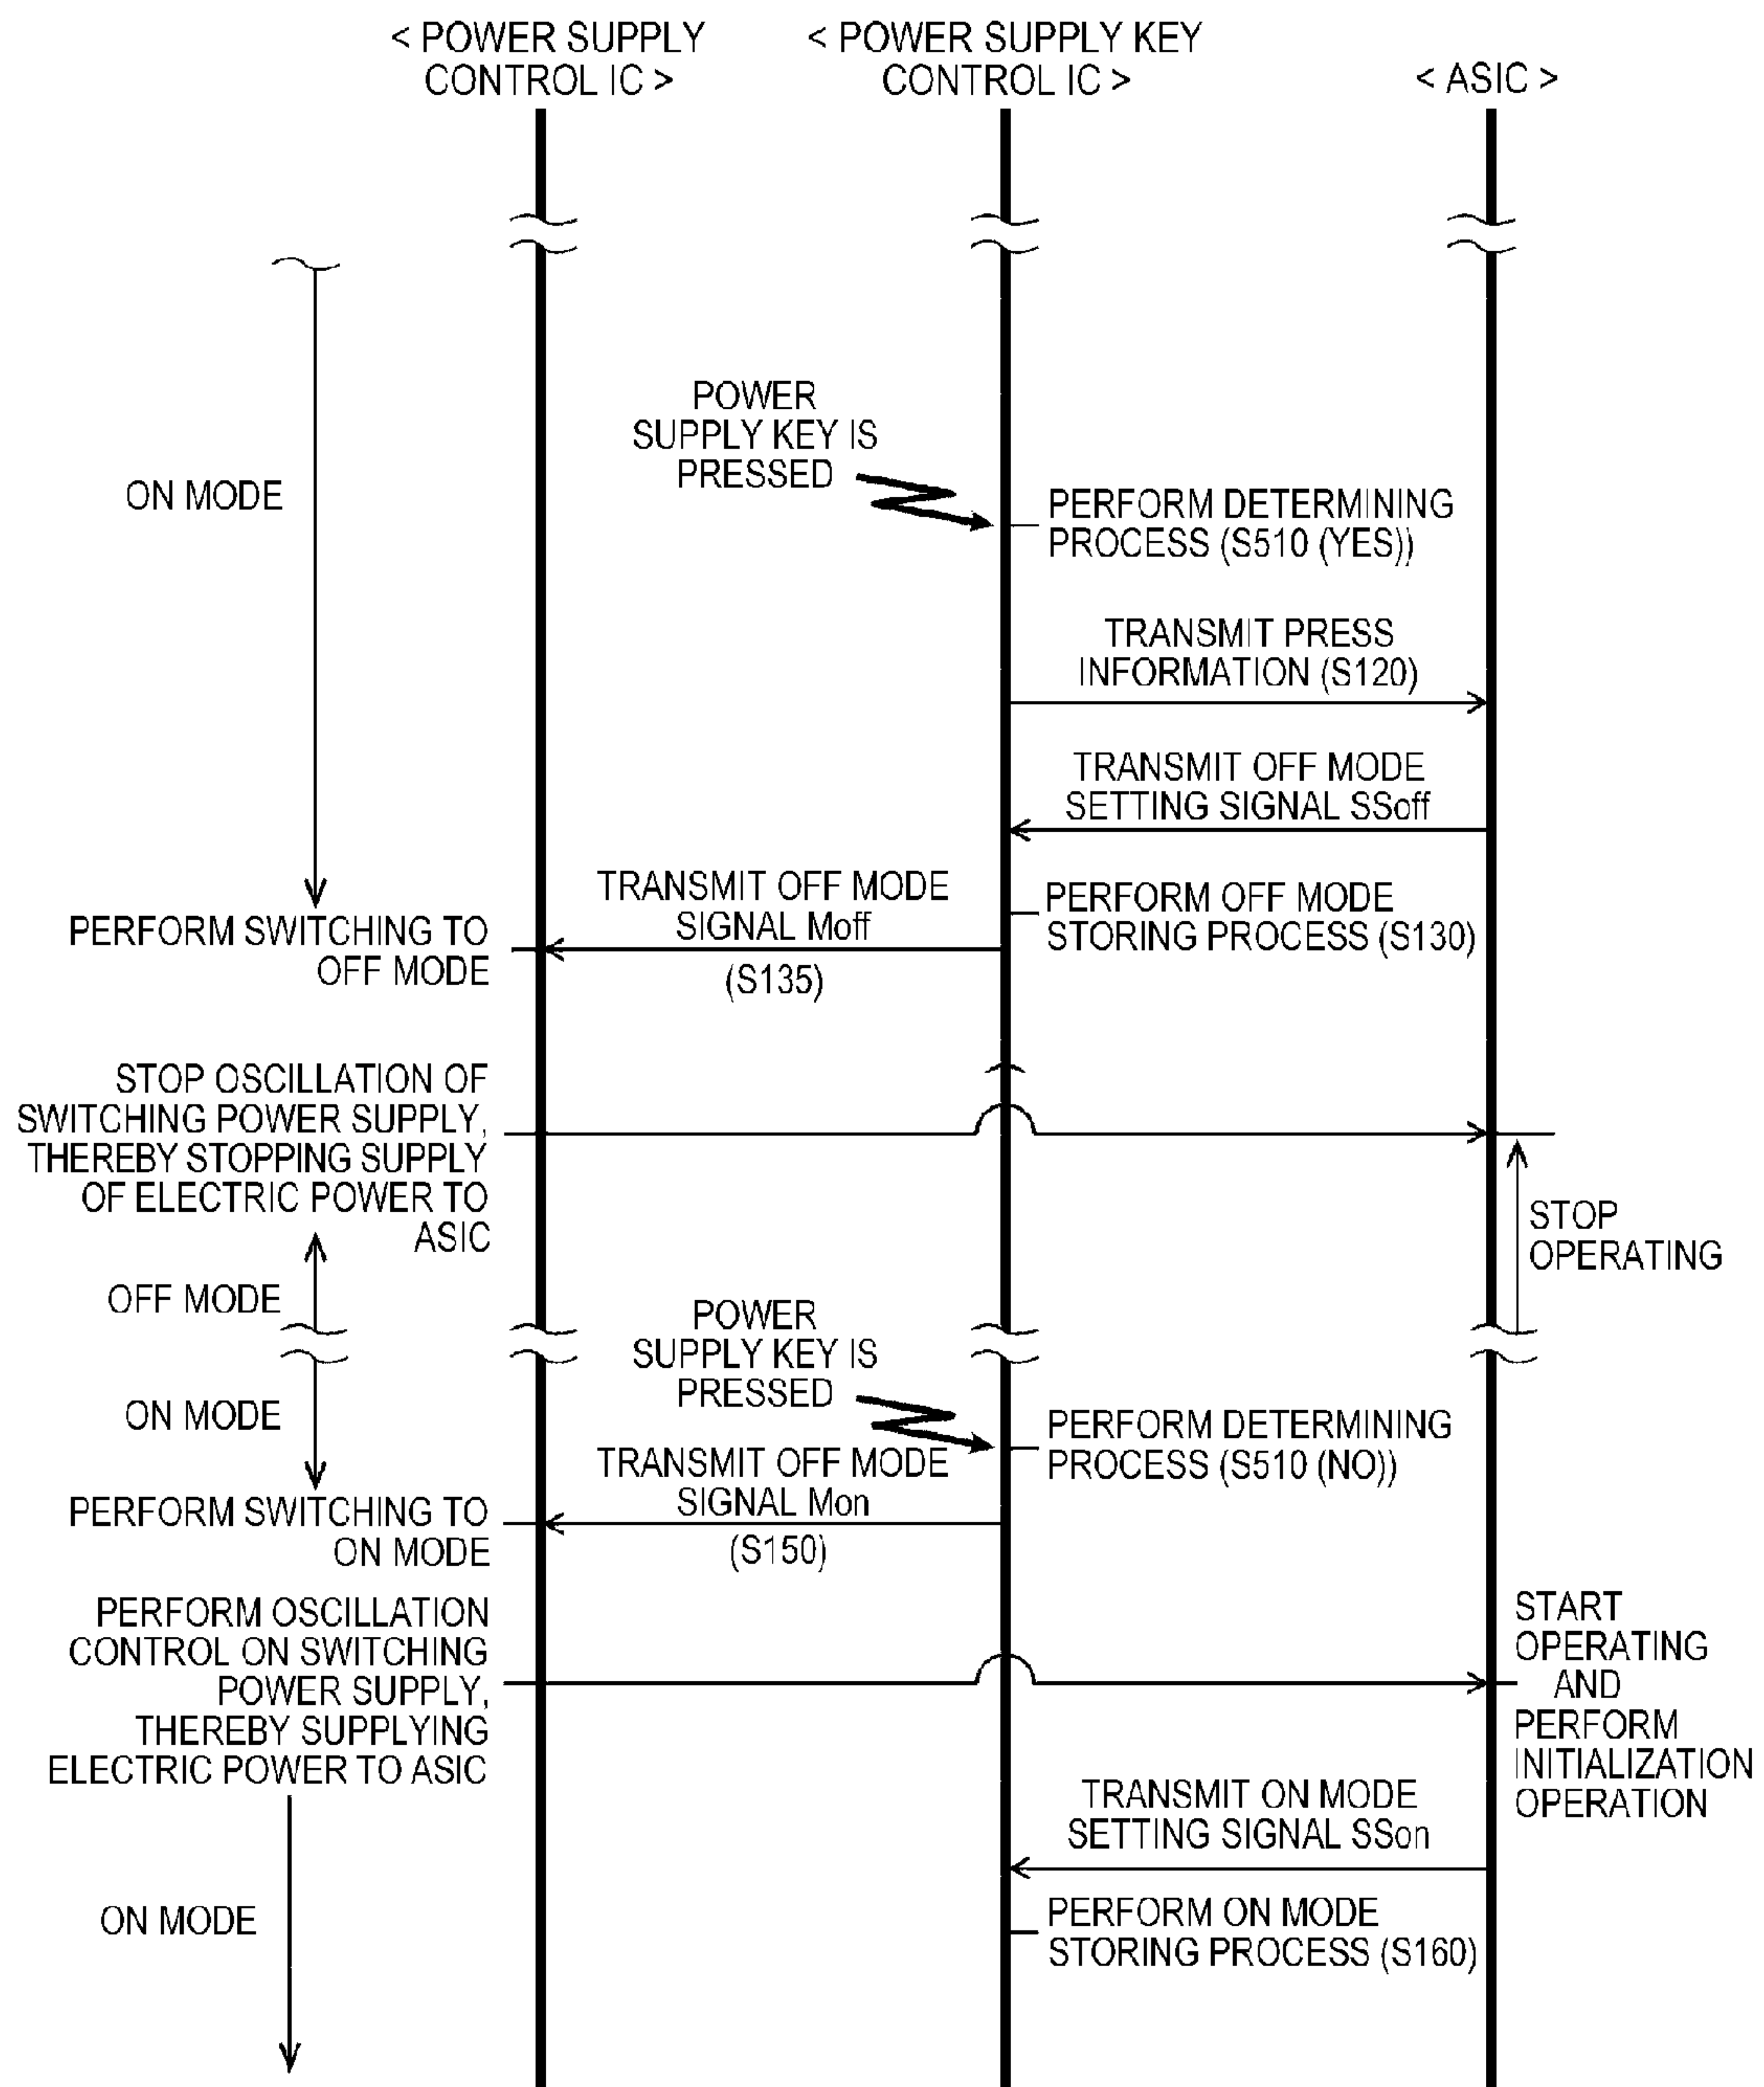 < POWER SUPPLY
CONTROL IC >
< POWER SUPPLY KEY
CONTROL IC >
< ASIC >
ON MODE
POWER
SUPPLY KEY IS
PRESSED
PERFORM DETERMINING
PROCESS (S510 (YES))
TRANSMIT PRESS
INFORMATION (S120)
TRANSMIT OFF MODE
SETTING SIGNAL SSoff
PERFORM OFF MODE
STORING PROCESS (S130)
TRANSMIT OFF MODE
SIGNAL Moff
(S135)
PERFORM SWITCHING TO
OFF MODE
STOP OSCILLATION OF
SWITCHING POWER SUPPLY,
THEREBY STOPPING SUPPLY
OF ELECTRIC POWER TO
ASIC
STOP
OPERATING
OFF MODE
ON MODE
POWER
SUPPLY KEY IS
PRESSED
PERFORM DETERMINING
PROCESS (S510 (NO))
TRANSMIT OFF MODE
SIGNAL Mon
(S150)
PERFORM SWITCHING TO
ON MODE
PERFORM OSCILLATION
CONTROL ON SWITCHING
POWER SUPPLY,
THEREBY SUPPLYING
ELECTRIC POWER TO ASIC
START
OPERATING
AND
PERFORM
INITIALIZATION
OPERATION
TRANSMIT ON MODE
SETTING SIGNAL SSon
ON MODE
PERFORM ON MODE
STORING PROCESS (S160)